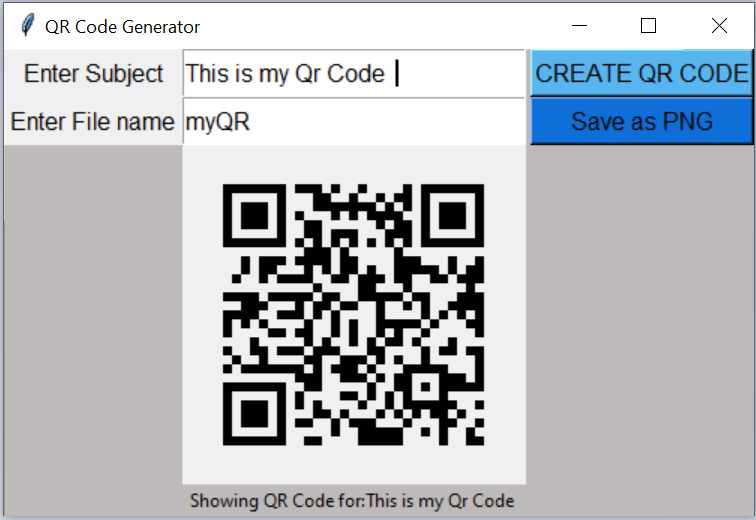 QR Code Generator
Enter Subject This is my Qr Code CREATE QR CODE
Enter File name myQR Save as PNG
Showing QR Code for:This is my Qr Code